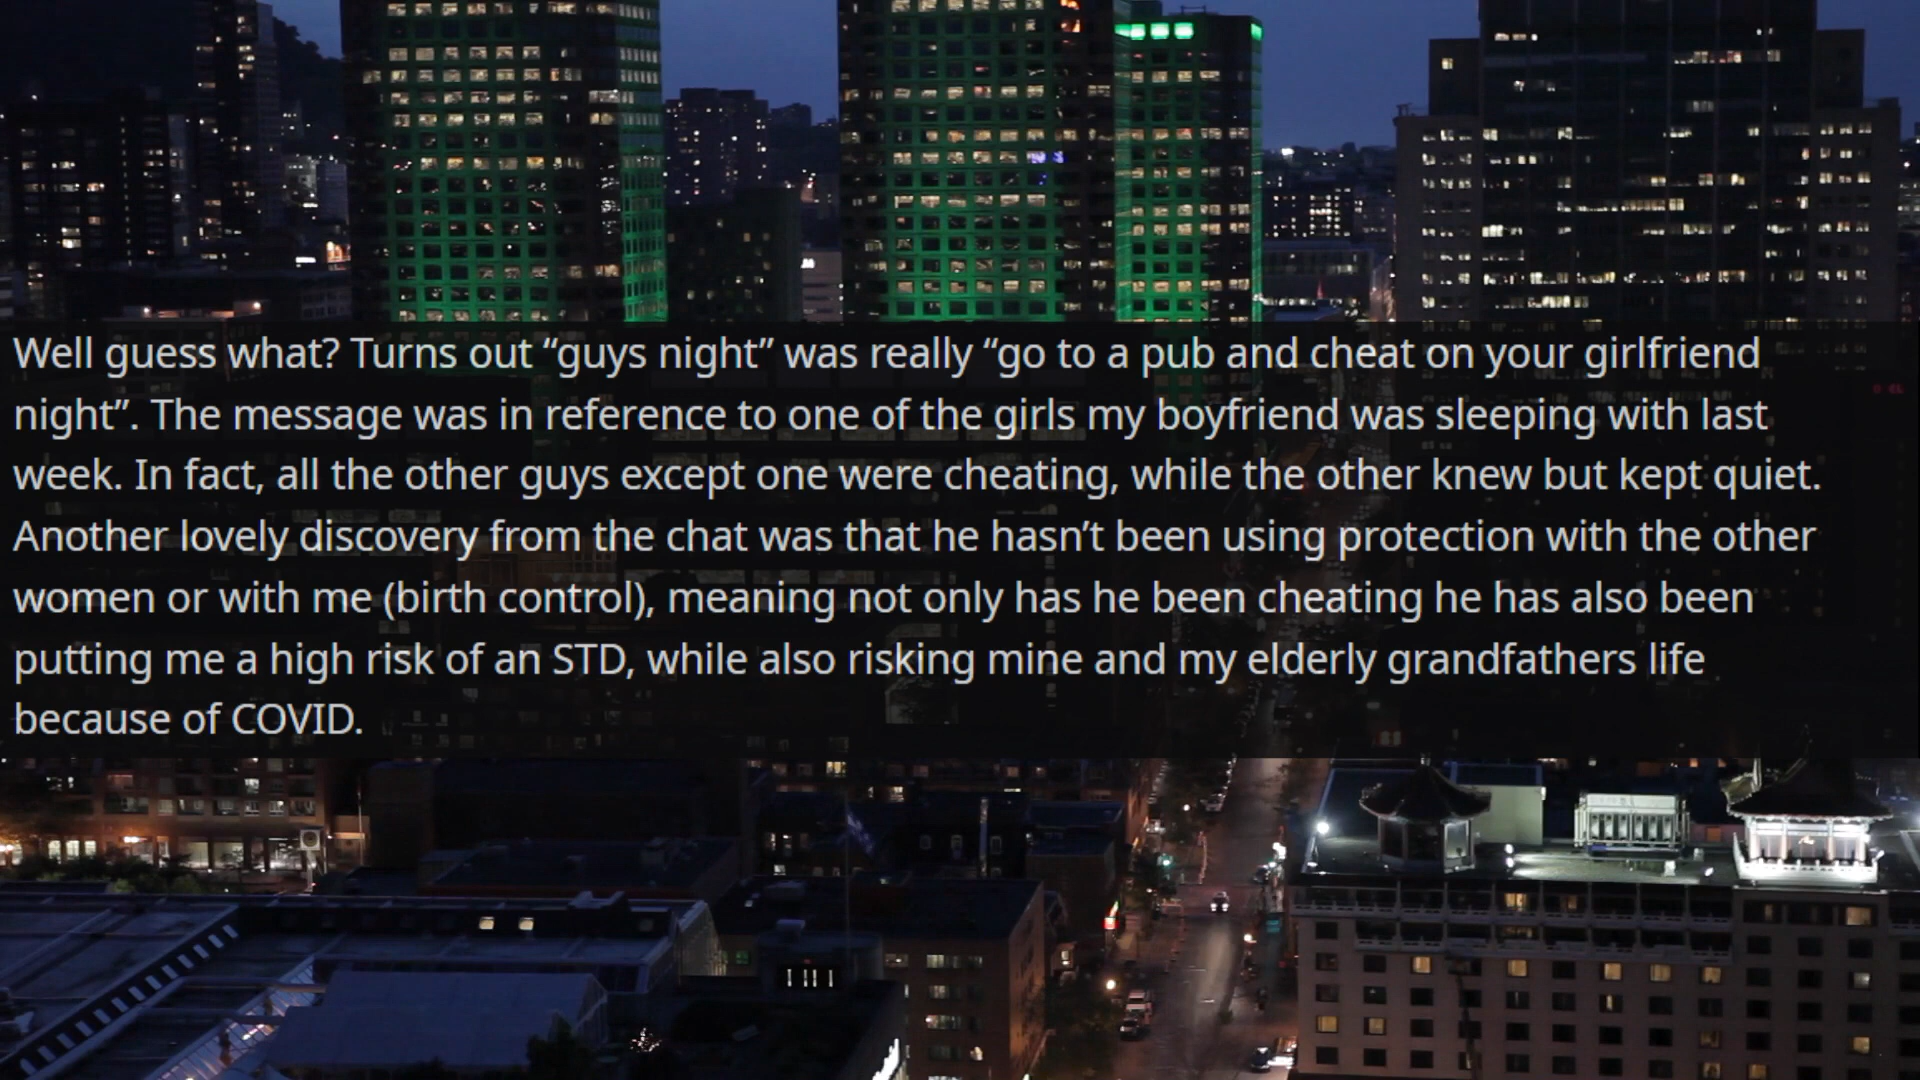 Well guess what? Turns out “guys night” was really “go to a pub and cheat on your girlfriend
night”. The message was in reference to one of the girls my boyfriend was sleeping with last
week. In fact, all the other guys except one were cheating, while the other knew but kept quiet.
Another lovely discovery from the chat was that he hasn’t been using protection with the other
women or with me (birth control), meaning not only has he been cheating he has also been
putting me a high risk of an STD, while also risking mine and my elderly grandfathers life
because of COVID.